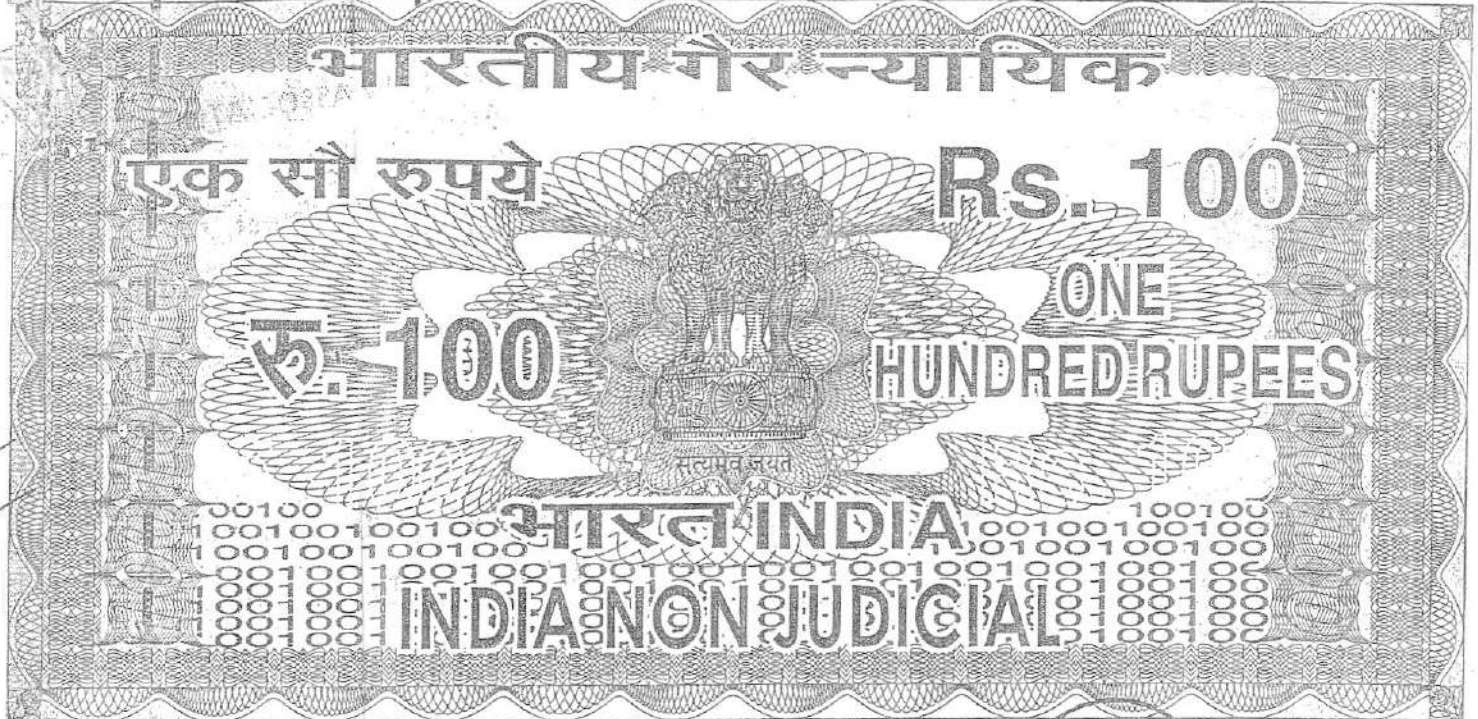 भारतीय गैर न्यायिक
एक सौ रुपये
Rs. 100
रु. 100
ONE
HUNDRED RUPEES
सत्यमेव जयते
भारत INDIA
INDIA NON JUDICIAL